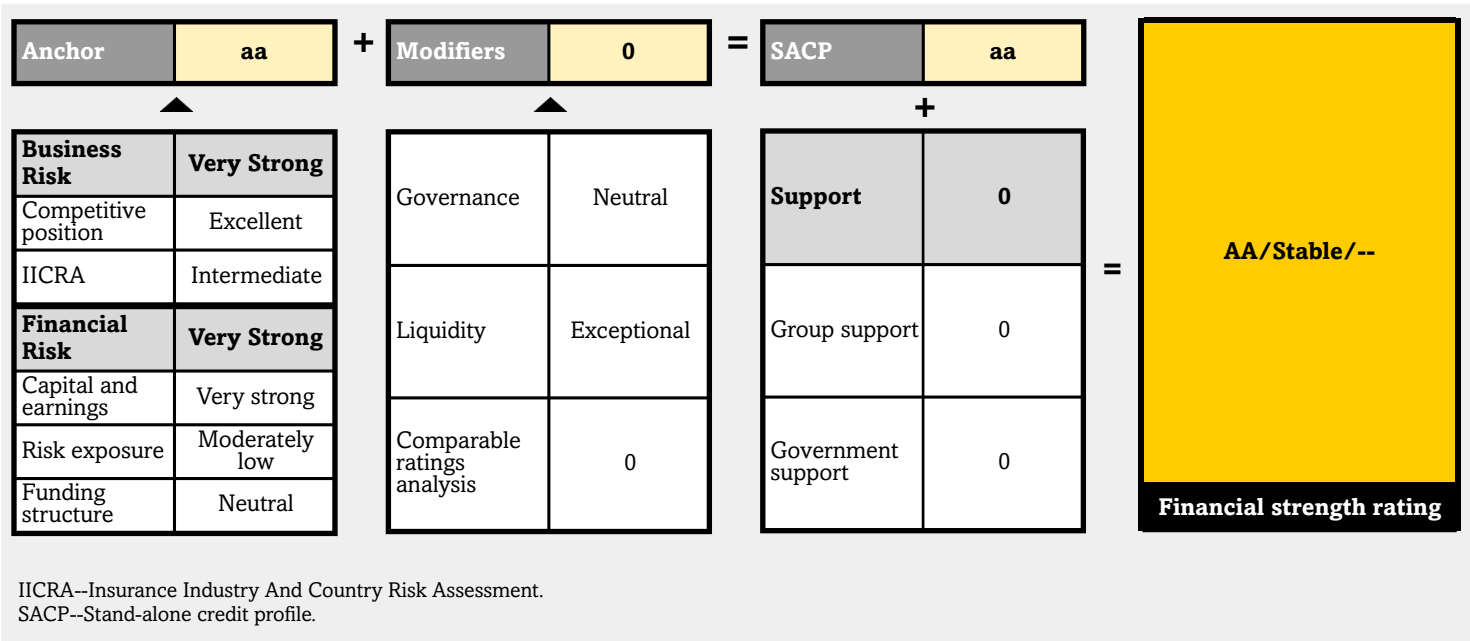 Anchor aa + Modifiers 0 = SACP aa
+
Business
Risk
Very Strong
Competitive
position
Excellent
IICRA
Intermediate
Financial
Risk
Very Strong
Capital and
earnings
Very strong
Risk exposure
Moderately
low
Funding
structure
Neutral
Governance
Neutral
Liquidity
Exceptional
Comparable
ratings
analysis
0
Support
0
Group support
0
Government
support
0
=
AA/Stable/--
Financial strength rating
IICRA--Insurance Industry And Country Risk Assessment.
SACP--Stand-alone credit profile.